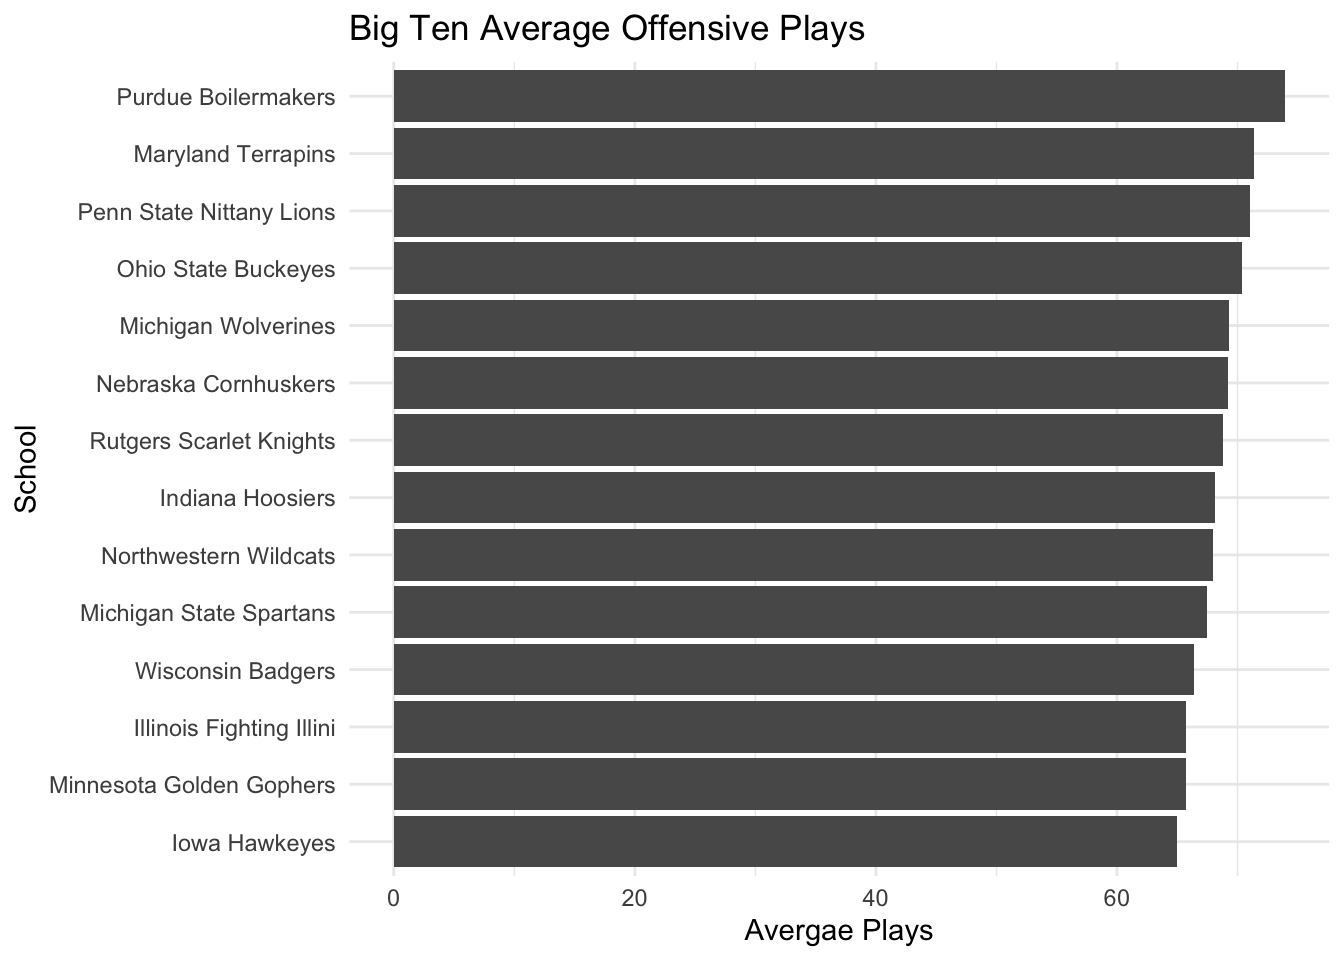 Big Ten Average Offensive Plays
Purdue Boilermakers
Maryland Terrapins
Penn State Nittany Lions
Ohio State Buckeyes
Michigan Wolverines
Nebraska Cornhuskers
Rutgers Scarlet Knights
Indiana Hoosiers
Northwestern Wildcats
Michigan State Spartans
Wisconsin Badgers
Illinois Fighting Illini
Minnesota Golden Gophers
Iowa Hawkeyes
School
0 20 40 60
Avergae Plays